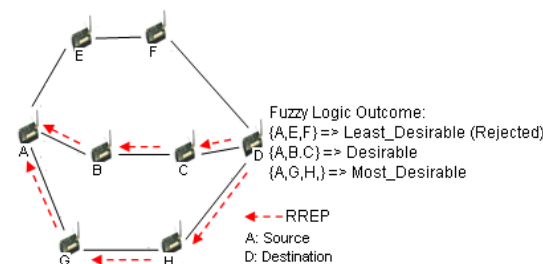 E
F
A
B
C
D
G
H
Fuzzy Logic Outcome:
{A,E,F} => Least_Desirable (Rejected)
{A,B.C} => Desirable
{A,G,H,} => Most_Desirable
RREP
A: Source
D: Destination